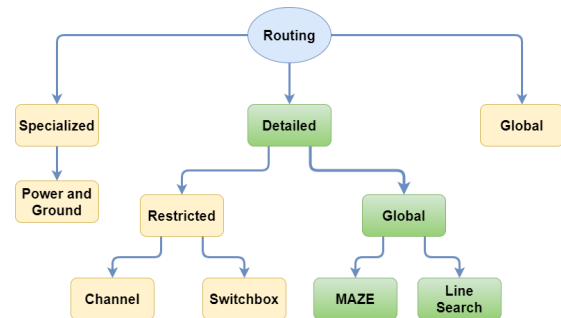 Routing
Specialized
Detailed
Global
Power and
Ground
Restricted
Global
Channel
Switchbox
MAZE
Line
Search